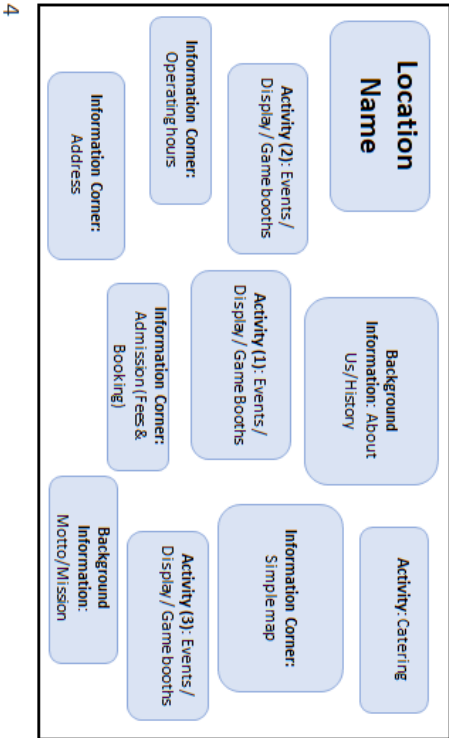 Location
Name
Background
Information: About
Us/History
Activity: Catering
Activity (2): Events /
Display / Game booths
Activity (1): Events /
Display / Game Booths
Information Corner:
Simple map
Information Corner:
Operating hours
Information Corner:
Admission (Fees &
Booking)
Activity (3): Events /
Display / Game booths
Information Corner:
Address
Background
Information:
Motto/Mission
4